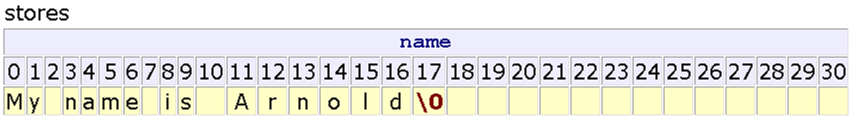 stores
name
0 1 2 3 4 5 6 7 8 9 10 11 12 13 14 15 16 17 18 19 20 21 22 23 24 25 26 27 28 29 30
M y n a m e i s A r n o l d \0